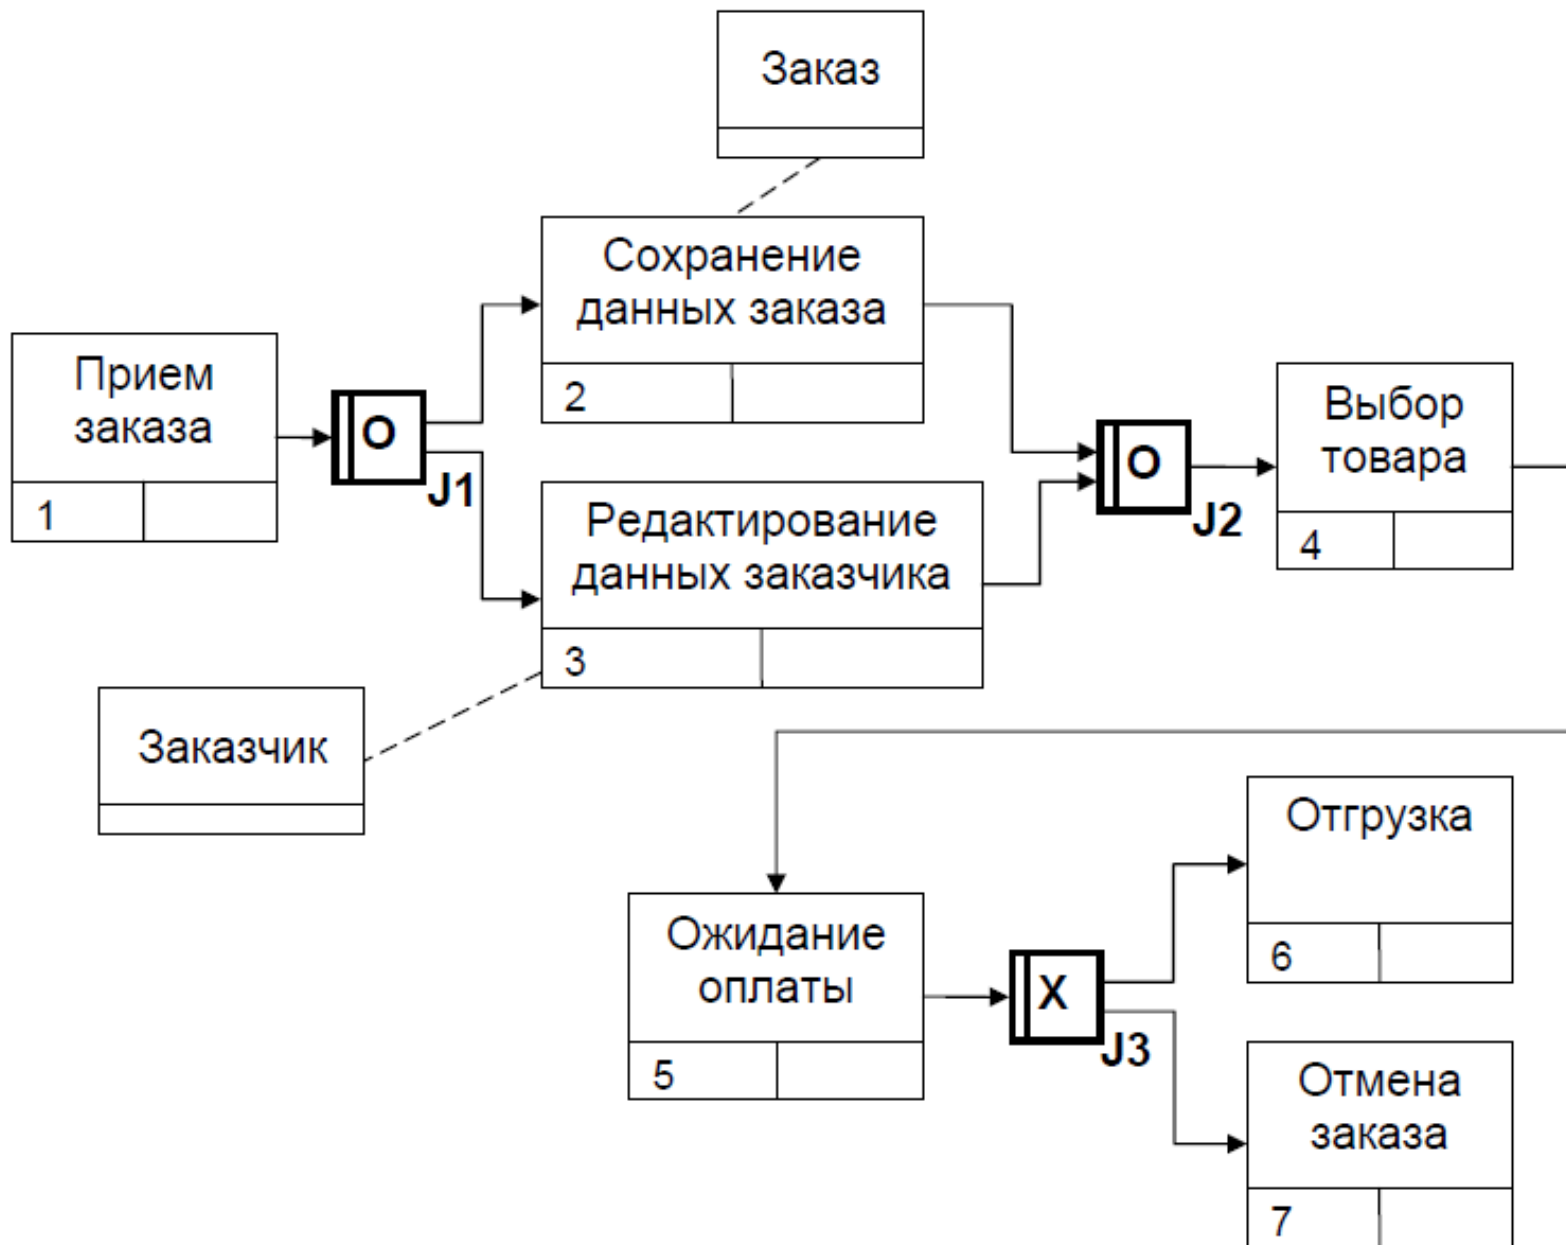 Заказ
Сохранение
данных заказа
2
Прием
заказа
1
O
J1
Редактирование
данных заказчика
3
O
J2
Выбор
товара
4
Заказчик
Ожидание
оплаты
5
X
J3
Отгрузка
6
Отмена
заказа
7